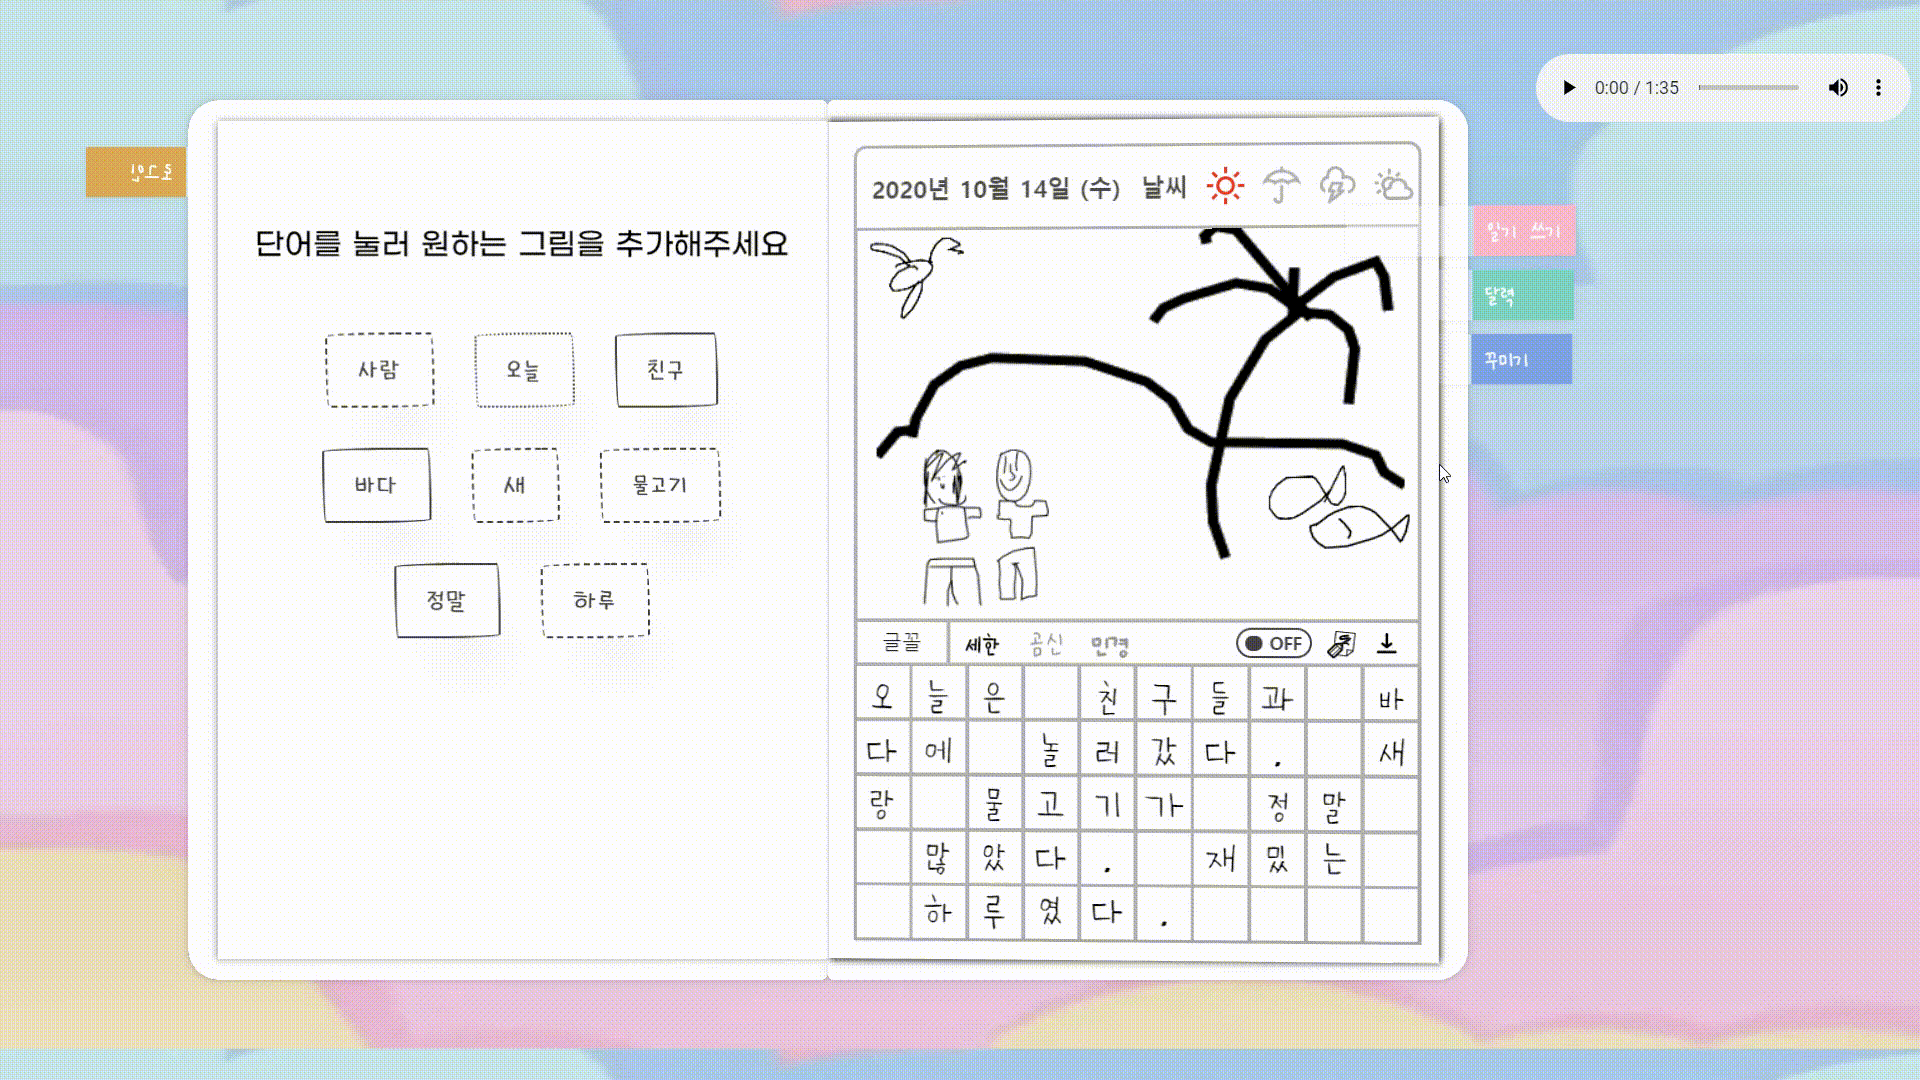 0:00 / 1:35
인트로
단어를 눌러 원하는 그림을 추가해주세요
사람 오늘 친구
바다 새 물고기
정말 하루
2020년 10월 14일 (수) 날씨
글꼴 세한 곰신 민경 OFF
오늘은 친구들과 바
다에 놀러갔다. 새
랑 물고기가 정말
많았다. 재밌는
하루였다.
일기 쓰기
달력
꾸미기